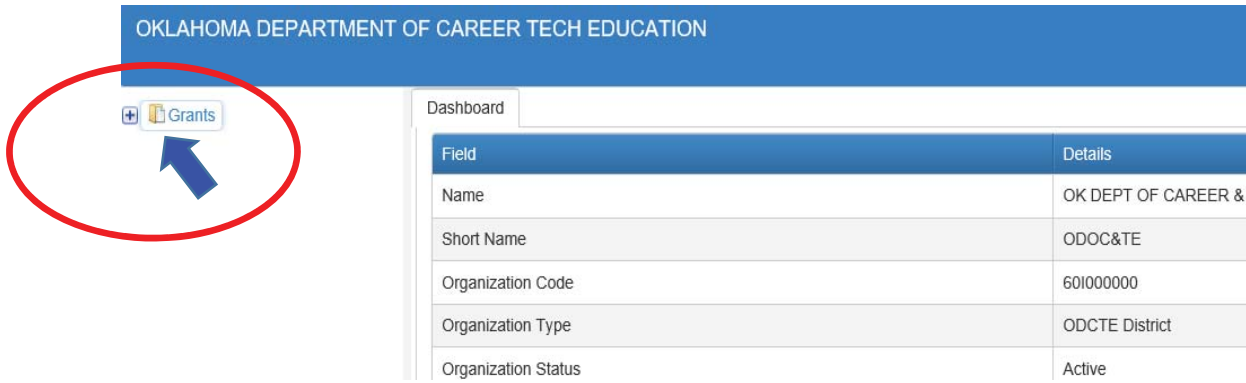 OKLAHOMA DEPARTMENT OF CAREER TECH EDUCATION
Grants
Dashboard
Field Details
Name OK DEPT OF CAREER &
Short Name ODOC&TE
Organization Code 60I000000
Organization Type ODCTE District
Organization Status Active